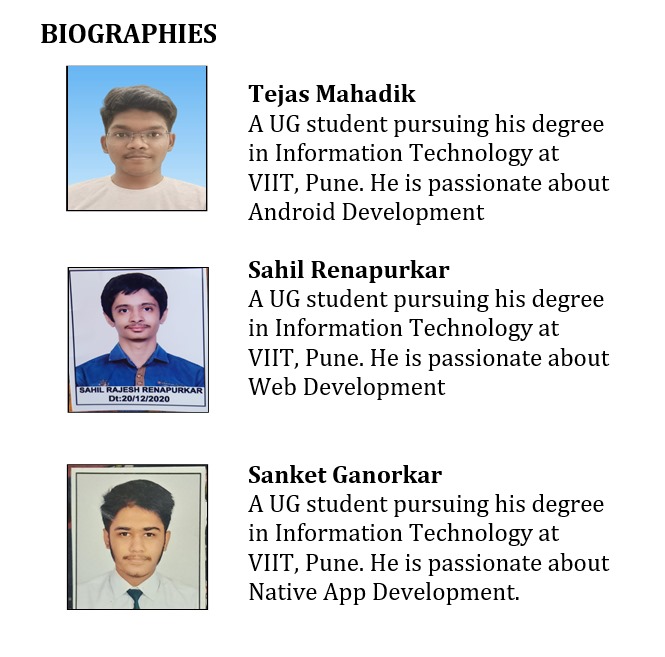 BIOGRAPHIES
Tejas Mahadik
A UG student pursuing his degree
in Information Technology at
VIIT, Pune. He is passionate about
Android Development
Sahil Renapurkar
A UG student pursuing his degree
in Information Technology at
VIIT, Pune. He is passionate about
Web Development
SAHIL RAJESH RENAPURKAR
Dt:20/12/2020
Sanket Ganorkar
A UG student pursuing his degree
in Information Technology at
VIIT, Pune. He is passionate about
Native App Development.